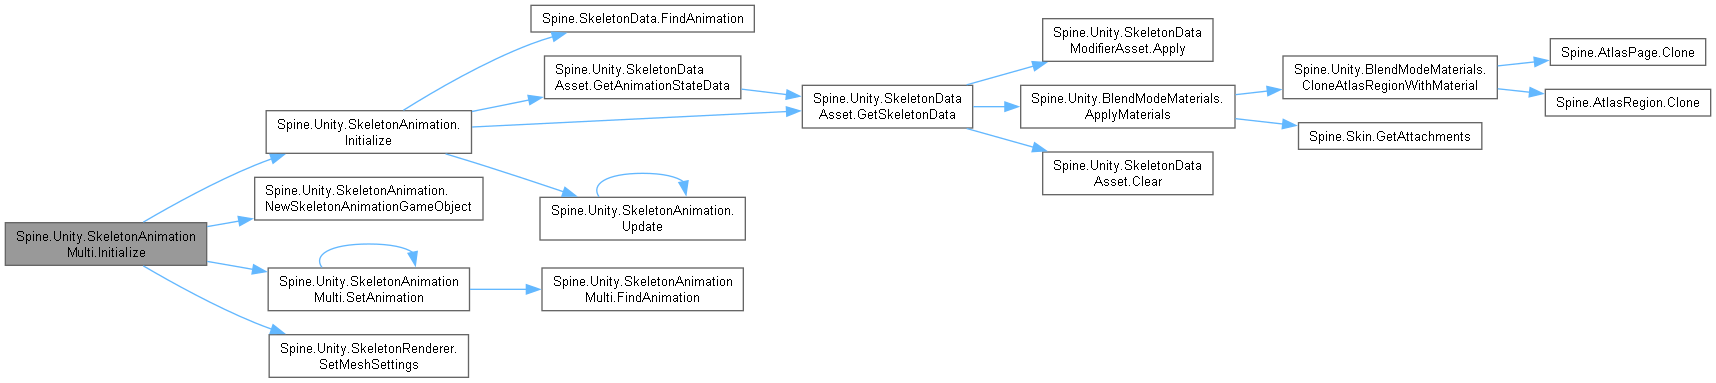 Spine.SkeletonData.FindAnimation
Spine.Unity.SkeletonData
ModifierAsset.Apply
Spine.AtlasPage.Clone
Spine.Unity.SkeletonData
Asset.GetAnimationStateData
Spine.Unity.BlendModeMaterials.
CloneAtlasRegionWithMaterial
Spine.Unity.SkeletonData
Asset.GetSkeletonData
Spine.Unity.BlendModeMaterials.
ApplyMaterials
Spine.AtlasRegion.Clone
Spine.Unity.SkeletonAnimation.
Initialize
Spine.Skin.GetAttachments
Spine.Unity.SkeletonData
Asset.Clear
Spine.Unity.SkeletonAnimation.
NewSkeletonAnimationGameObject
Spine.Unity.SkeletonAnimation.
Update
Spine.Unity.SkeletonAnimation
Multi.Initialize
Spine.Unity.SkeletonAnimation
Multi.SetAnimation
Spine.Unity.SkeletonAnimation
Multi.FindAnimation
Spine.Unity.SkeletonRenderer.
SetMeshSettings